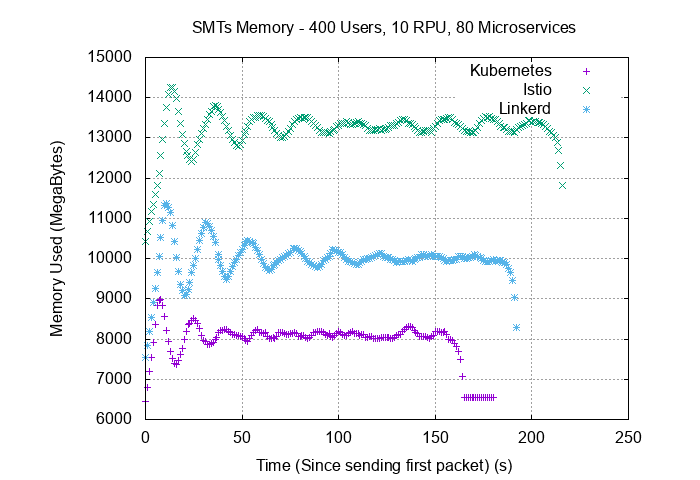 SMTs Memory - 400 Users, 10 RPU, 80 Microservices
15000
14000
13000
12000
11000
10000
9000
8000
7000
6000
Memory Used (MegaBytes)
Kubernetes
Istio
Linkerd
0 50 100 150 200 250
Time (Since sending first packet) (s)